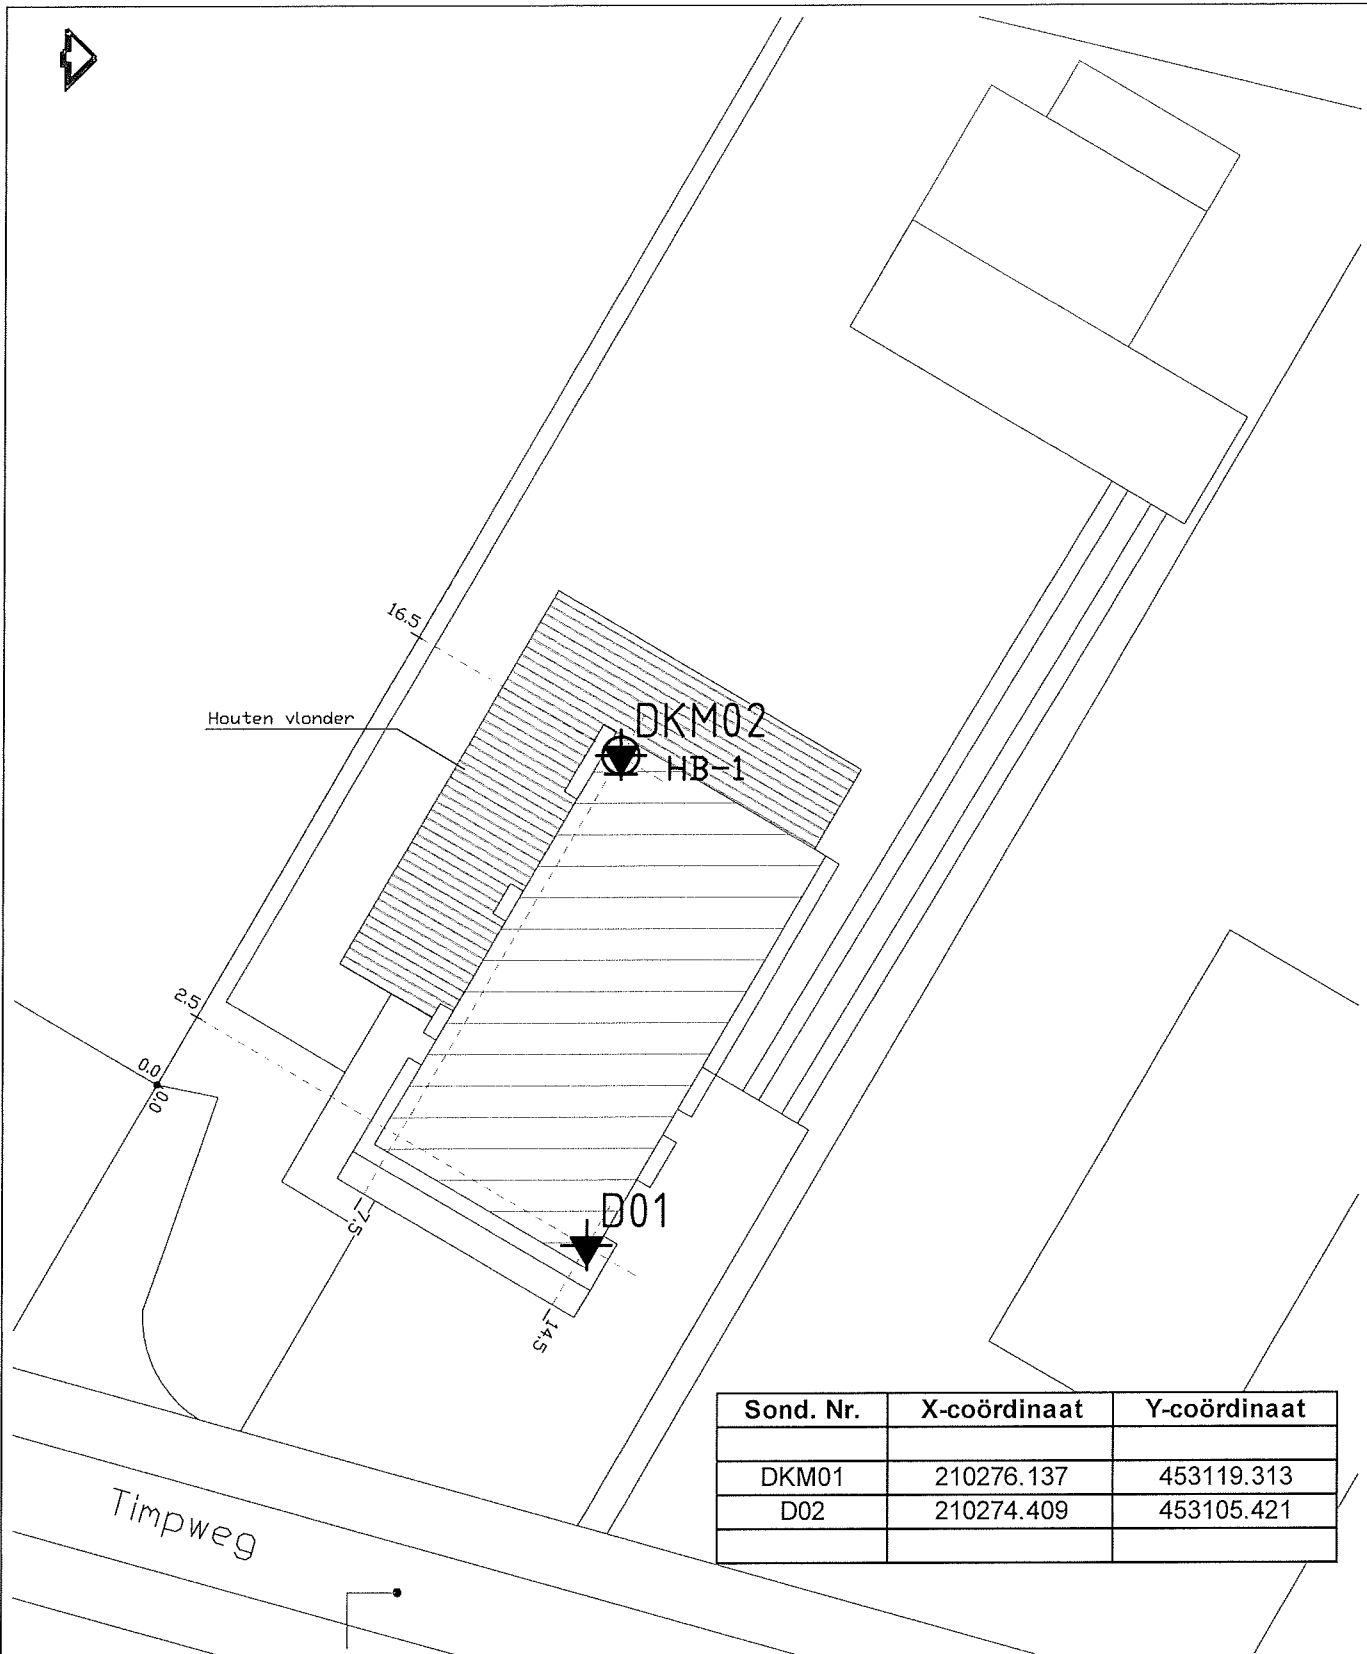 16.5
Houten vlonder
DKM02
HB-1
2.5
0.0
0.0
7.5
D01
14.5
Timpweg
Sond. Nr. X-coördinaat Y-coördinaat
DKM01 210276.137 453119.313
D02 210274.409 453105.421